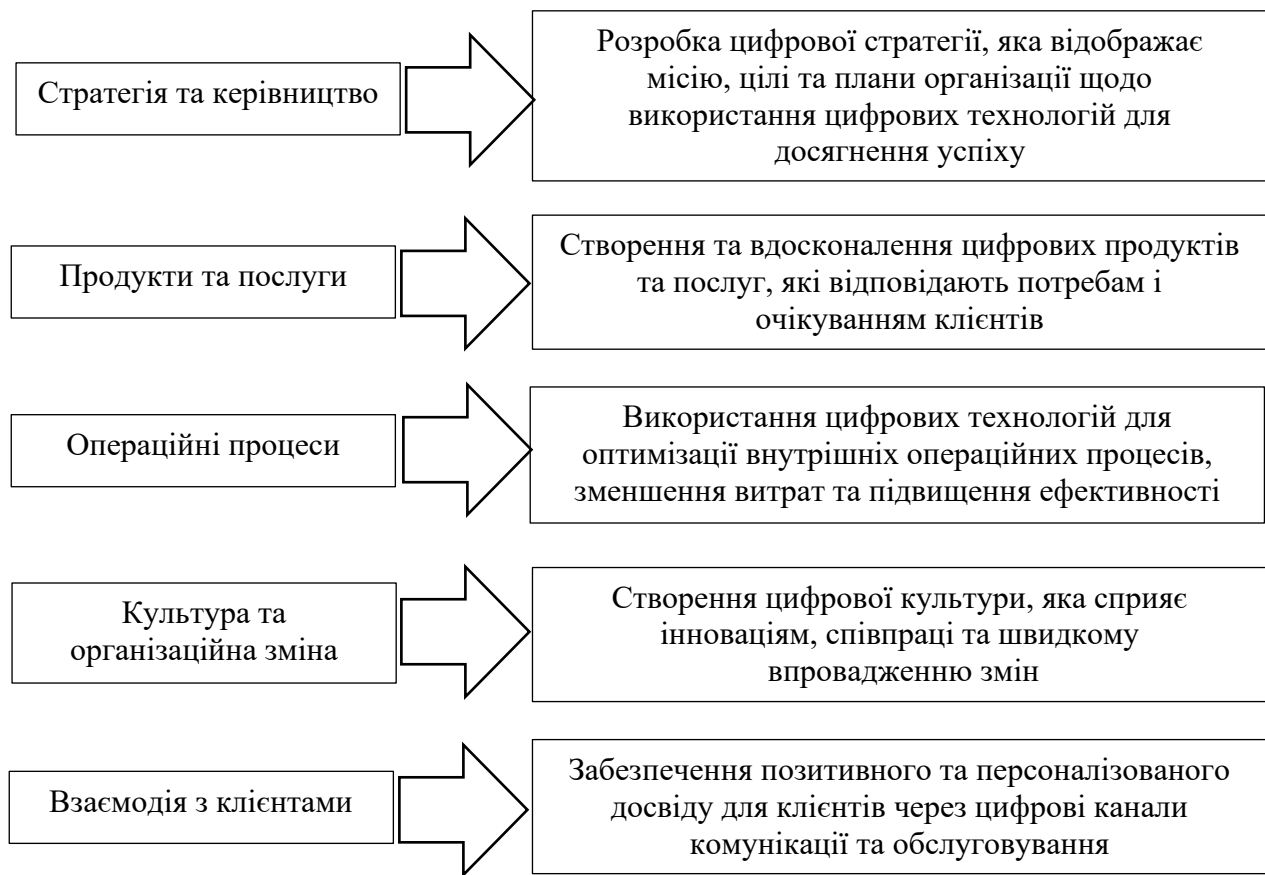 Стратегія та керівництво
Розробка цифрової стратегії, яка відображає
місію, цілі та плани організації щодо
використання цифрових технологій для
досягнення успіху
Продукти та послуги
Створення та вдосконалення цифрових продуктів
та послуг, які відповідають потребам і
очікуванням клієнтів
Операційні процеси
Використання цифрових технологій для
оптимізації внутрішніх операційних процесів,
зменшення витрат та підвищення ефективності
Культура та
організаційна зміна
Створення цифрової культури, яка сприяє
інноваціям, співпраці та швидкому
впровадженню змін
Взаємодія з клієнтами
Забезпечення позитивного та персоналізованого
досвіду для клієнтів через цифрові канали
комунікації та обслуговування